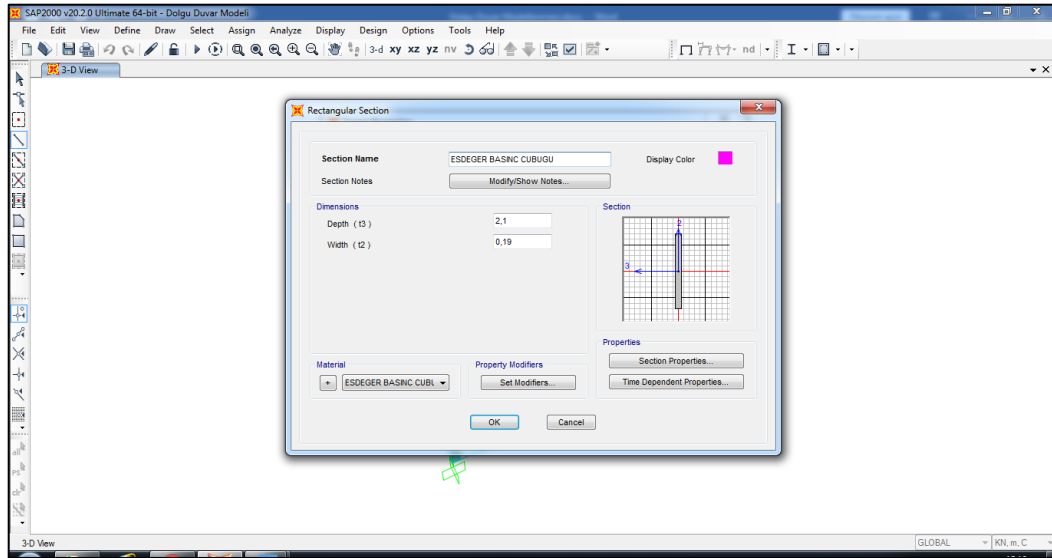 SAP2000 v20.2.0 Ultimate 64-bit - Dolgu Duvar Modeli
File Edit View Define Draw Select Assign Analyze Display Design Options Tools Help
3-d xy xz yz nv nd
3-D View
Rectangular Section
Section Name ESDEGER BASINC CUBUGU Display Color
Section Notes Modify/Show Notes...
Dimensions Section
Depth ( t3 ) 2,1
Width ( t2 ) 0,19
2
3
Properties
Section Properties...
Time Dependent Properties...
Material Property Modifiers
+ ESDEGER BASINC CUBU Set Modifiers...
OK Cancel
all
ps
clr
3-D View GLOBAL KN, m, C